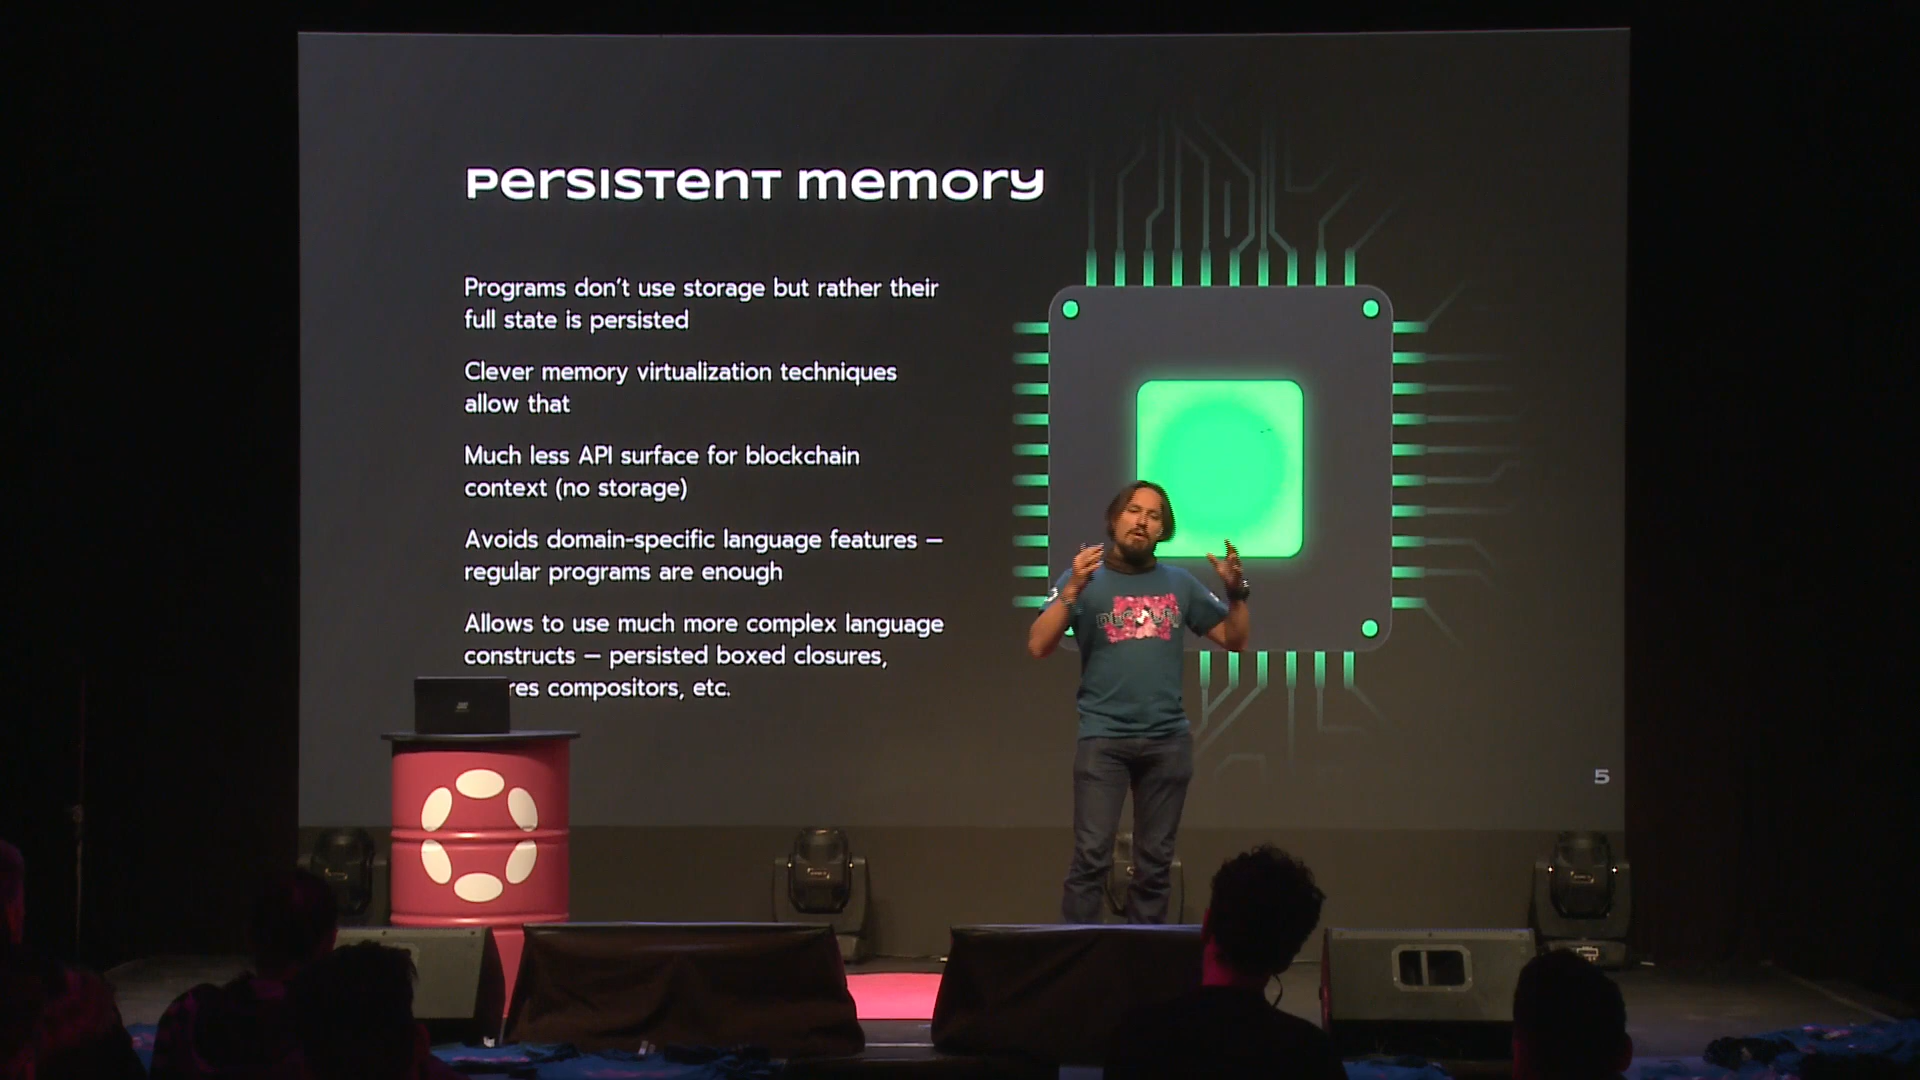 Persistent memory
Programs don't use storage but rather their
full state is persisted
Clever memory virtualization techniques
allow that
Much less API surface for blockchain
context (no storage)
Avoids domain-specific language features –
regular programs are enough
Allows to use much more complex language
constructs – persisted boxed closures,
compositors, etc.
5